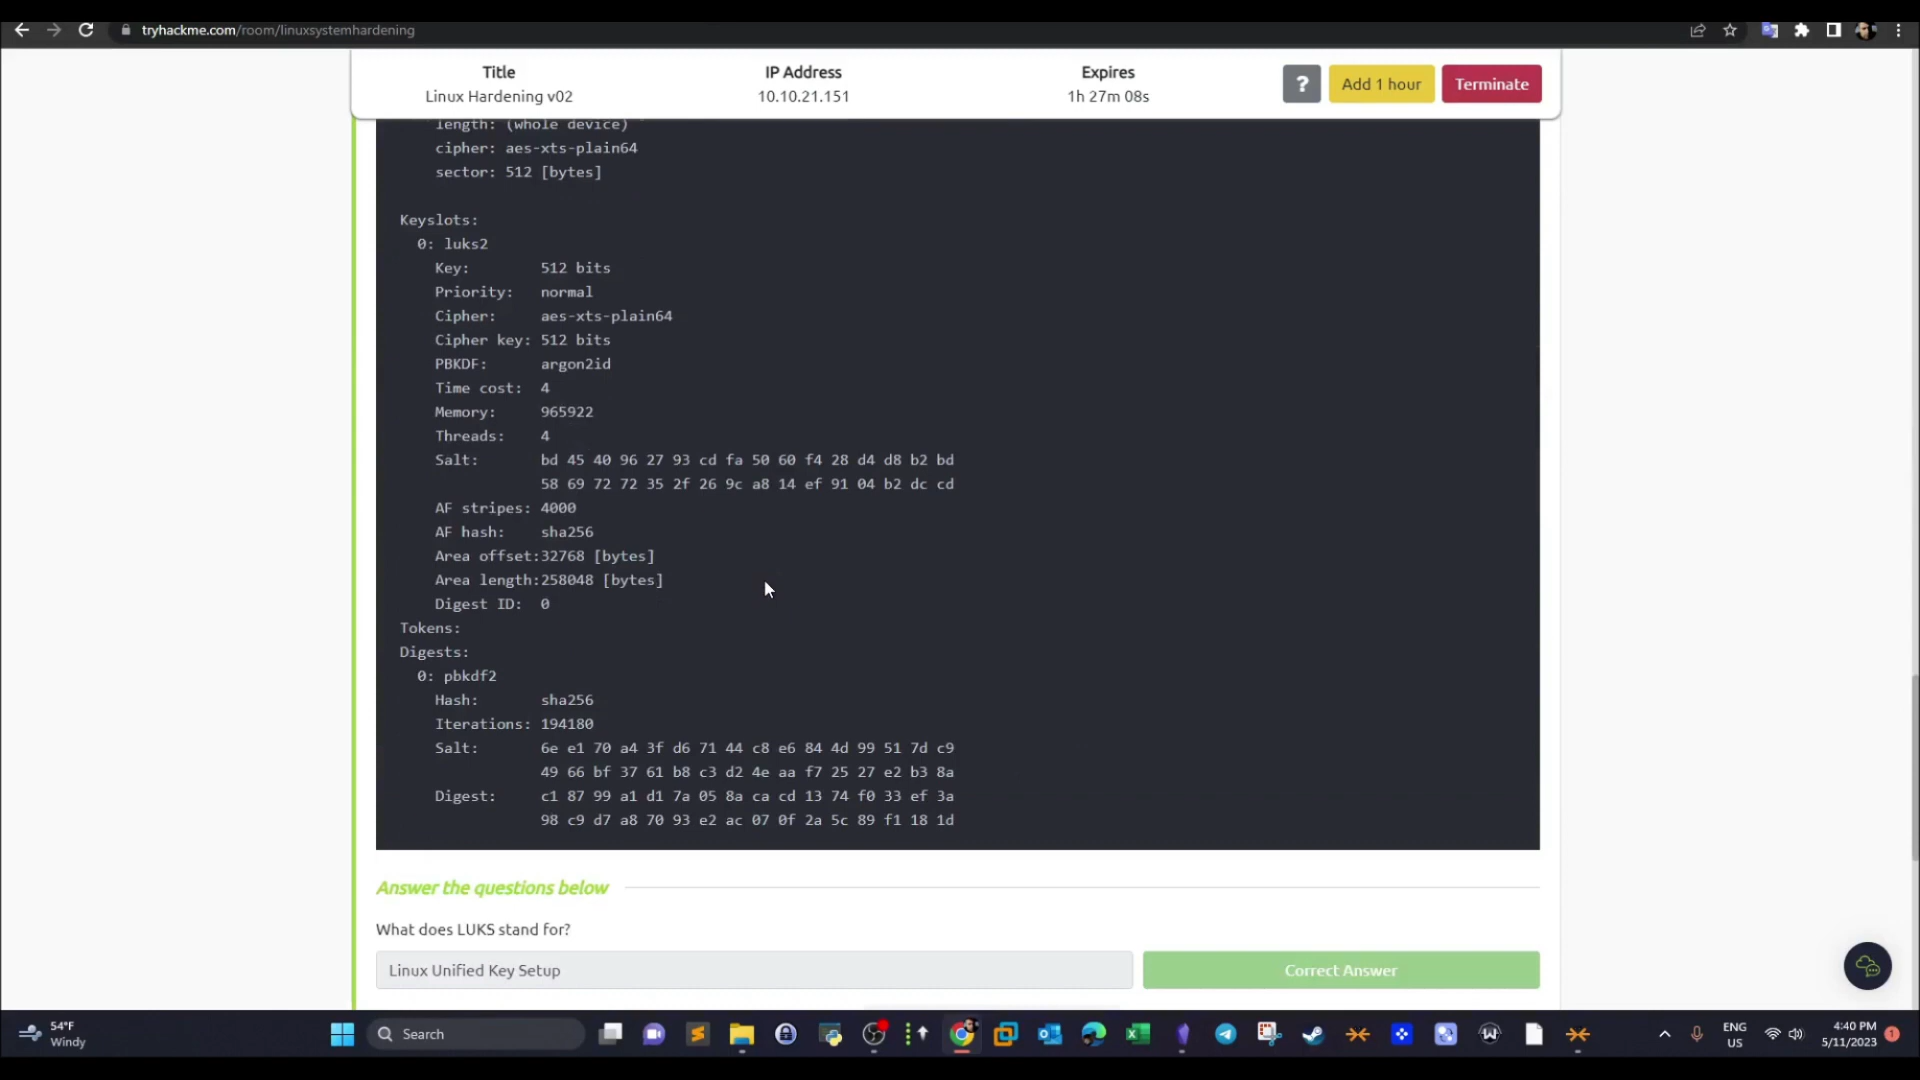 tryhackme.com/room/linuxsystemhardening
Title
Linux Hardening v02
IP Address
10.10.21.151
Expires
1h 27m 08s
?
Add 1 hour
Terminate
length: (whole device)
cipher: aes-xts-plain64
sector: 512 [bytes]
Keyslots:
0: luks2
Key: 512 bits
Priority: normal
Cipher: aes-xts-plain64
Cipher key: 512 bits
PBKDF: argon2id
Time cost: 4
Memory: 965922
Threads: 4
Salt: bd 45 40 96 27 93 cd fa 50 60 f4 28 d4 d8 b2 bd
58 69 72 72 35 2f 26 9c a8 14 ef 91 04 b2 dc cd
AF stripes: 4000
AF hash: sha256
Area offset:32768 [bytes]
Area length:258048 [bytes]
Digest ID: 0
Tokens:
Digests:
0: pbkdf2
Hash: sha256
Iterations: 194180
Salt: 6e e1 70 a4 3f d6 71 44 c8 e6 84 4d 99 51 7d c9
49 66 bf 37 61 b8 c3 d2 4e aa f7 25 27 e2 b3 8a
Digest: c1 87 99 a1 d1 7a 05 8a ca cd 13 74 f0 33 ef 3a
98 c9 d7 a8 70 93 e2 ac 07 0f 2a 5c 89 f1 18 1d
Answer the questions below
What does LUKS stand for?
Linux Unified Key Setup
Correct Answer
54°F
Windy
Search
ENG
US
4:40 PM
5/11/2023
1